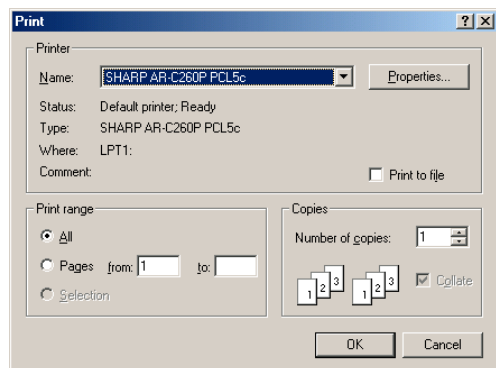 Print
Printer
Name: SHARP AR-C260P PCL5c Properties...
Status: Default printer; Ready
Type: SHARP AR-C260P PCL5c
Where: LPT1:
Comment: Print to file
Print range
All
Pages from: 1 to:
Selection
Copies
Number of copies: 1
1 2 3 1 2 3 Collate
OK Cancel